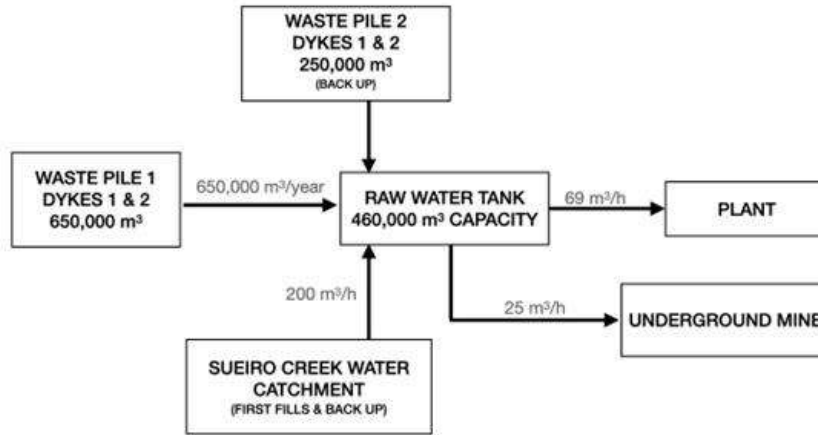 WASTE PILE 2
DYKES 1 & 2
250,000 m³
(BACK UP)
WASTE PILE 1
DYKES 1 & 2
650,000 m³
650,000 m³/year
RAW WATER TANK
460,000 m³ CAPACITY
69 m³/h
PLANT
200 m³/h
25 m³/h
UNDERGROUND MINE
SUEIRO CREEK WATER
CATCHMENT
(FIRST FILLS & BACK UP)